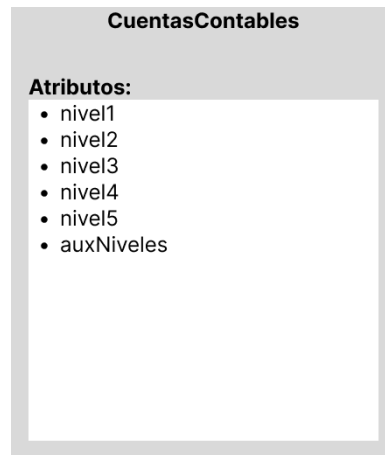 CuentasContables
Atributos:
• nivel1
• nivel2
• nivel3
• nivel4
• nivel5
• auxNiveles